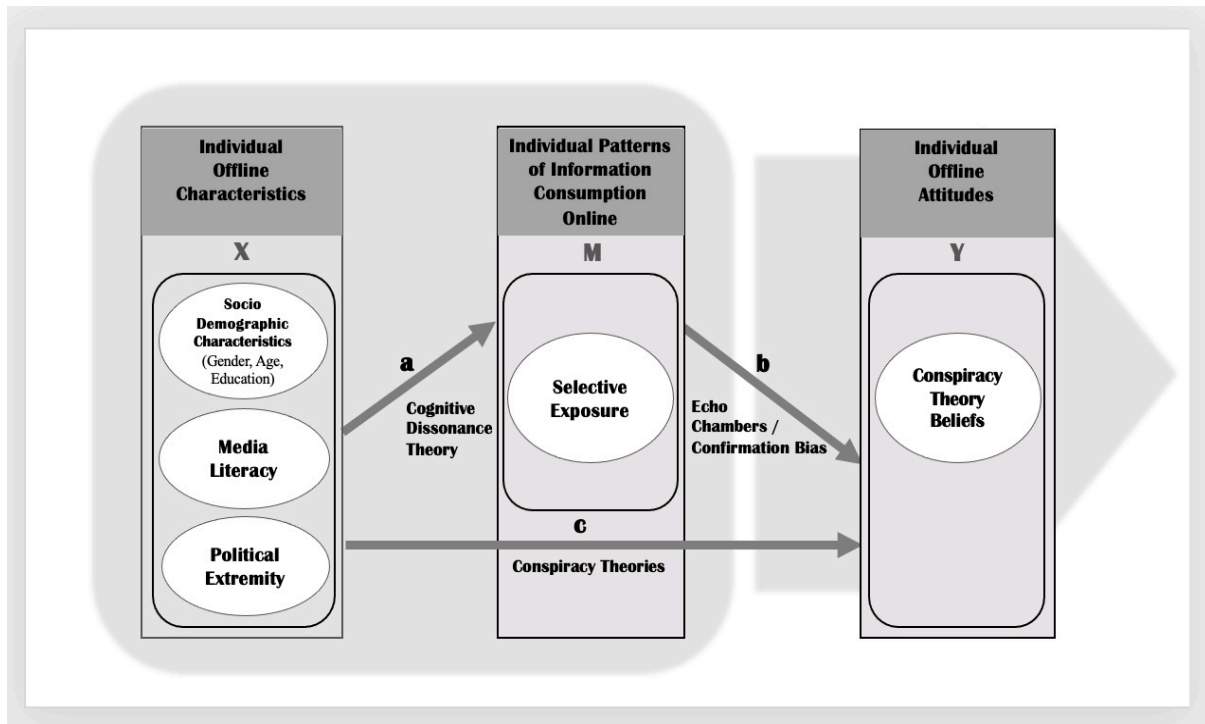 Individual
Offline
Characteristics
X
Socio
Demographic
Characteristics
(Gender, Age,
Education)
Media
Literacy
Political
Extremity
a
Cognitive
Dissonance
Theory
Individual Patterns
of Information
Consumption
Online
M
Selective
Exposure
b
Echo
Chambers /
Confirmation Bias
c
Conspiracy Theories
Individual
Offline
Attitudes
Y
Conspiracy
Theory
Beliefs